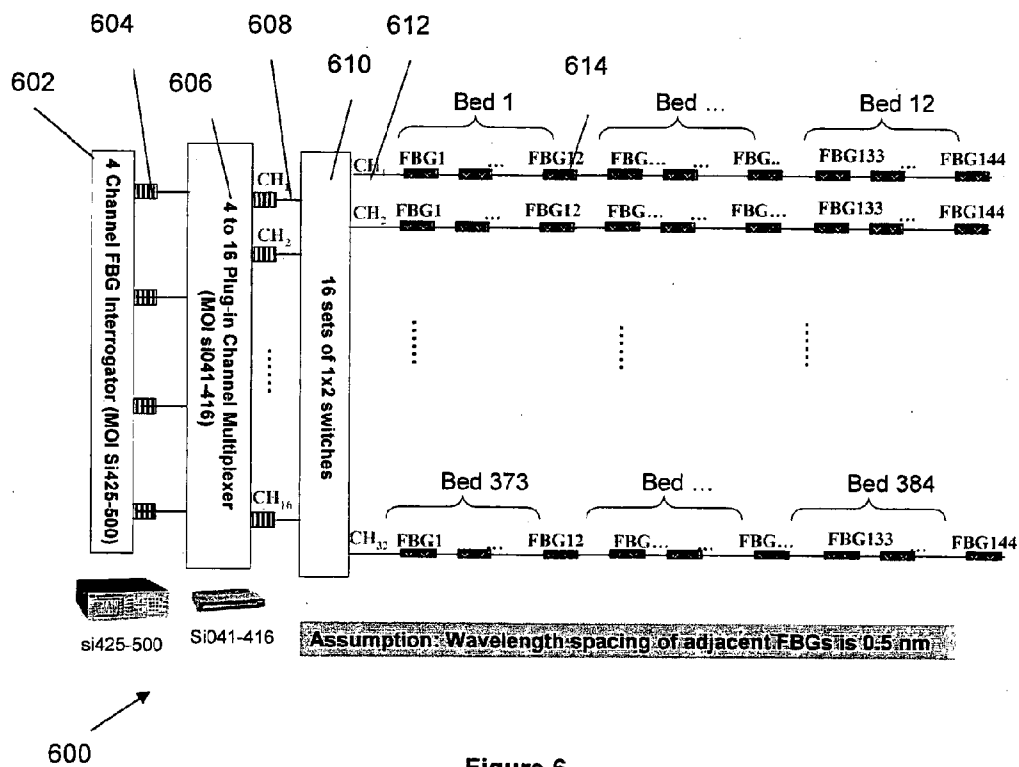 604
608
612
602
606
610
614
Bed 1
Bed ...
Bed 12
4 Channel FBG Interrogator (MOI Si425-500)
4 to 16 Plug-in Channel Multiplexer
(MOI si041-416)
16 sets of 1x2 switches
CH1
CH2
CH16
CH1
FBG1 ... FBG12 FBG... ... FBG.. FBG133 ... FBG144
CH2
FBG1 ... FBG12 FBG... ... FBG... FBG133 ... FBG144
Bed 373
Bed ...
Bed 384
CH32
FBG1 ... FBG12 FBG... ... FBG... FBG133 ... FBG144
si425-500
Si041-416
Assumption: Wavelength spacing of adjacent FBGs is 0.5 nm
600
Figure 6